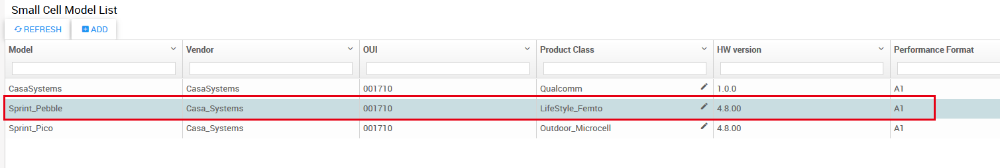 Small Cell Model List
REFRESH ADD
Model Vendor OUI Product Class HW version Performance Format
CasaSystems CasaSystems 001710 Qualcomm 1.0.0 A1
Sprint_Pebble Casa_Systems 001710 LifeStyle_Femto 4.8.00 A1
Sprint_Pico Casa_Systems 001710 Outdoor_Microcell 4.8.00 A1